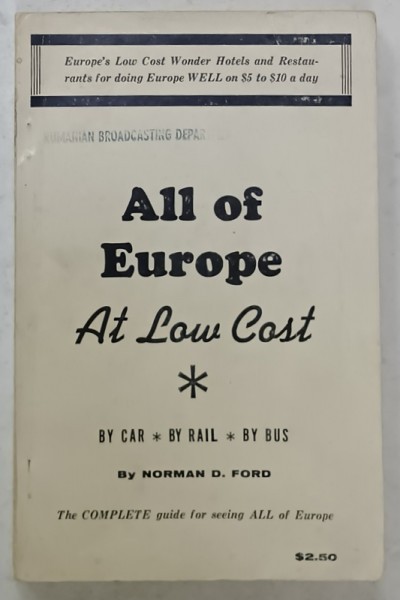 Europe's Low Cost Wonder Hotels and Restau-
rants for doing Europe WELL on $5 to $10 a day
BROADCASTING DEPAR
All of
Europe
At Low Cost
*
BY CAR * BY RAIL * BY BUS
By NORMAN D. FORD
The COMPLETE guide for seeing ALL of Europe
$2.50